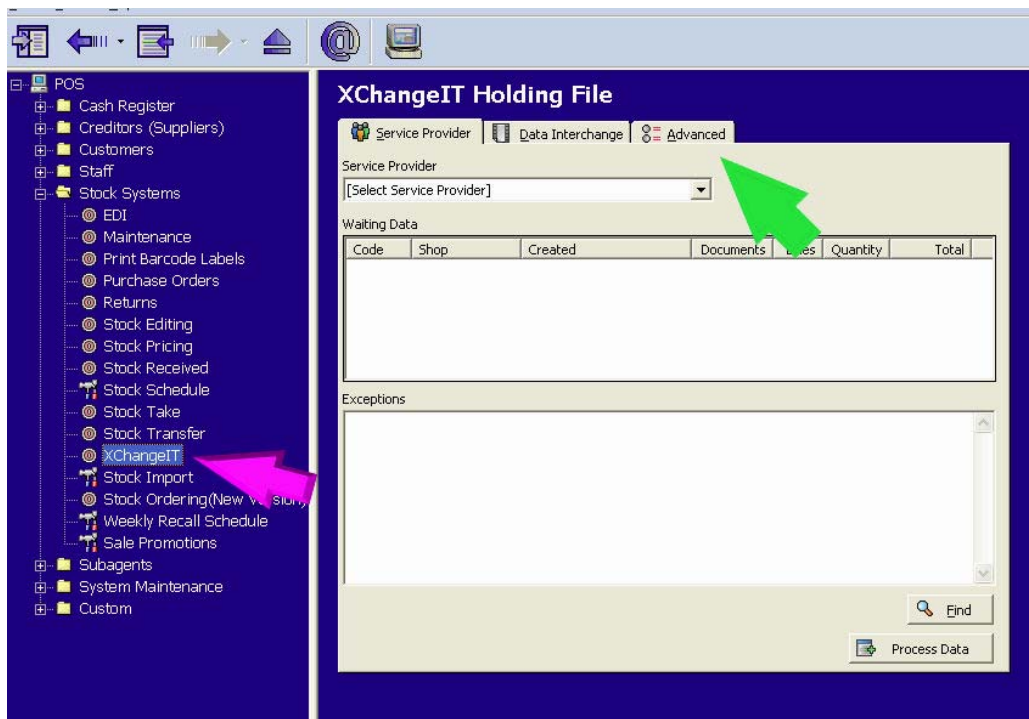 POS
Cash Register
Creditors (Suppliers)
Customers
Staff
Stock Systems
EDI
Maintenance
Print Barcode Labels
Purchase Orders
Returns
Stock Editing
Stock Pricing
Stock Received
Stock Schedule
Stock Take
Stock Transfer
XChangeIT
Stock Import
Stock Ordering(New Version)
Weekly Recall Schedule
Sale Promotions
Subagents
System Maintenance
Custom
XChangeIT Holding File
Service Provider Data Interchange Advanced
Service Provider
[Select Service Provider]
Waiting Data
Code Shop Created Documents Quantity Total
Exceptions
Find
Process Data